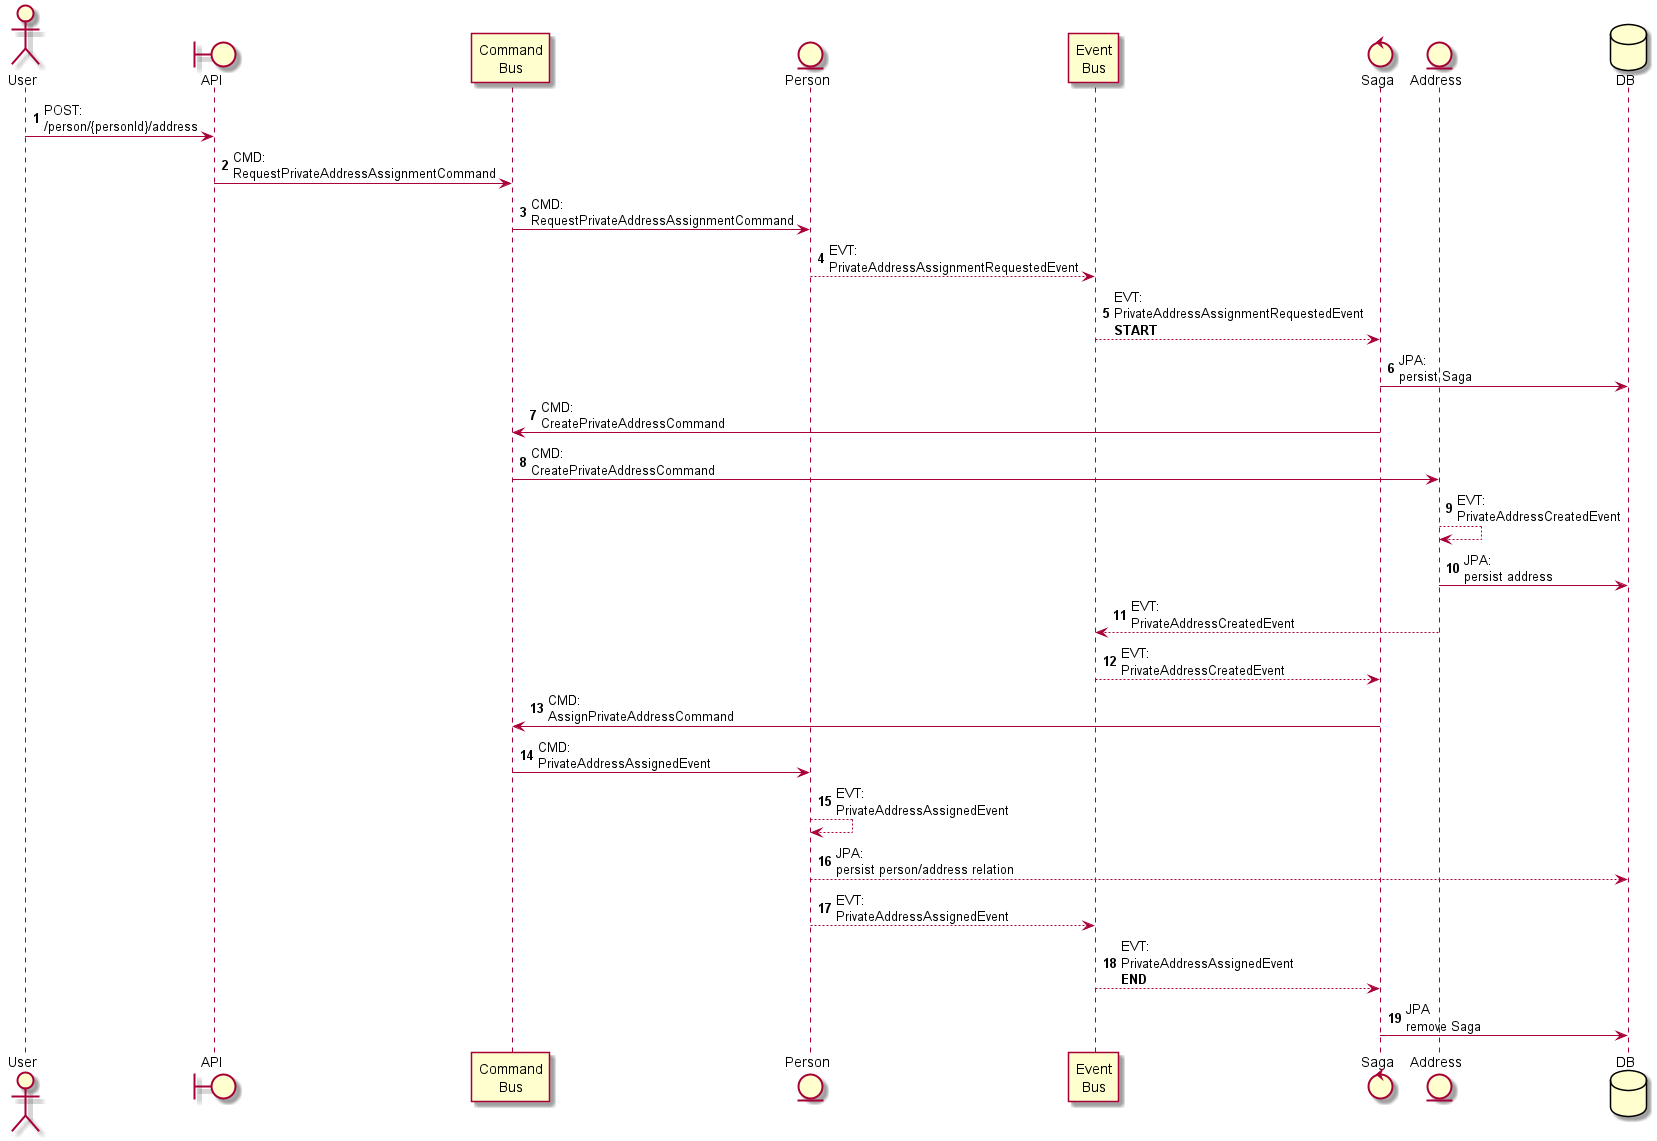 User
API
Command
Bus
Person
Event
Bus
Saga
Address
DB
1 POST:
/person/{personId}/address
2 CMD:
RequestPrivateAddressAssignmentCommand
3 CMD:
RequestPrivateAddressAssignmentCommand
4 EVT:
PrivateAddressAssignmentRequestedEvent
5 EVT:
PrivateAddressAssignmentRequestedEvent
START
6 JPA:
persist Saga
7 CMD:
CreatePrivateAddressCommand
8 CMD:
CreatePrivateAddressCommand
9 EVT:
PrivateAddressCreatedEvent
10 JPA:
persist address
11 EVT:
PrivateAddressCreatedEvent
12 EVT:
PrivateAddressCreatedEvent
13 CMD:
AssignPrivateAddressCommand
14 CMD:
PrivateAddressAssignedEvent
15 EVT:
PrivateAddressAssignedEvent
16 JPA:
persist person/address relation
17 EVT:
PrivateAddressAssignedEvent
18 EVT:
PrivateAddressAssignedEvent
END
19 JPA
remove Saga
User
API
Command
Bus
Person
Event
Bus
Saga
Address
DB